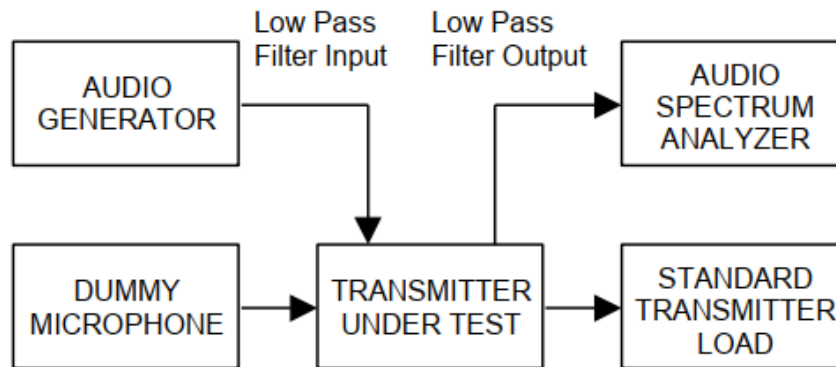 Low Pass
Filter Input
Low Pass
Filter Output
AUDIO
GENERATOR
AUDIO
SPECTRUM
ANALYZER
DUMMY
MICROPHONE
TRANSMITTER
UNDER TEST
STANDARD
TRANSMITTER
LOAD